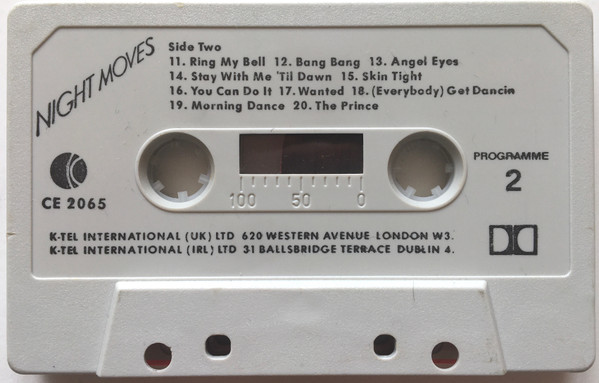 NIGHT MOVES
Side Two
11. Ring My Bell 12. Bang Bang 13. Angel Eyes
14. Stay With Me 'Til Dawn 15. Skin Tight
16. You Can Do It 17. Wanted 18. (Everybody) Get Dancin
19. Morning Dance 20. The Prince
CE 2065
100 50 0
PROGRAMME
2
K-TEL INTERNATIONAL (UK) LTD 620 WESTERN AVENUE LONDON W3.
K-TEL INTERNATIONAL (IRL) LTD 31 BALLSBRIDGE TERRACE DUBLIN 4.